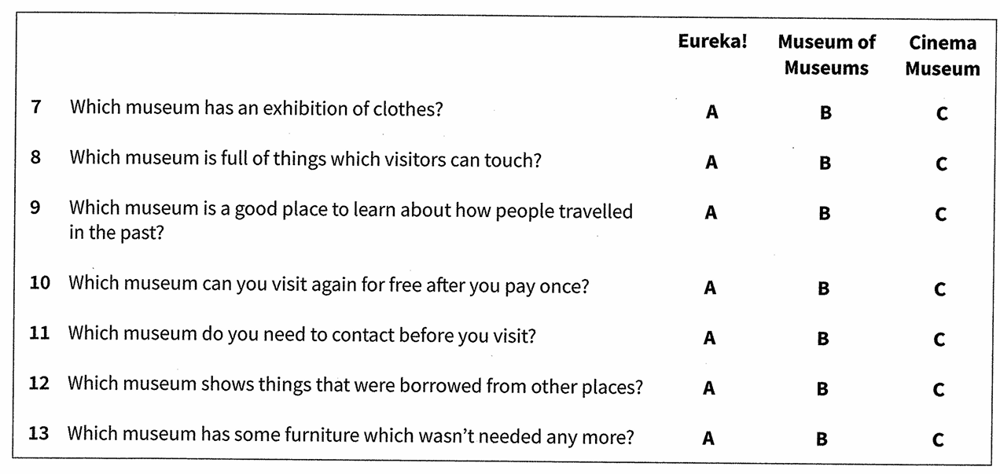 Eureka! Museum of Cinema
Museums Museum
7 Which museum has an exhibition of clothes? A B C
8 Which museum is full of things which visitors can touch? A B C
9 Which museum is a good place to learn about how people travelled A B C
in the past?
10 Which museum can you visit again for free after you pay once? A B C
11 Which museum do you need to contact before you visit? A B C
12 Which museum shows things that were borrowed from other places? A B C
13 Which museum has some furniture which wasn't needed any more? A B C